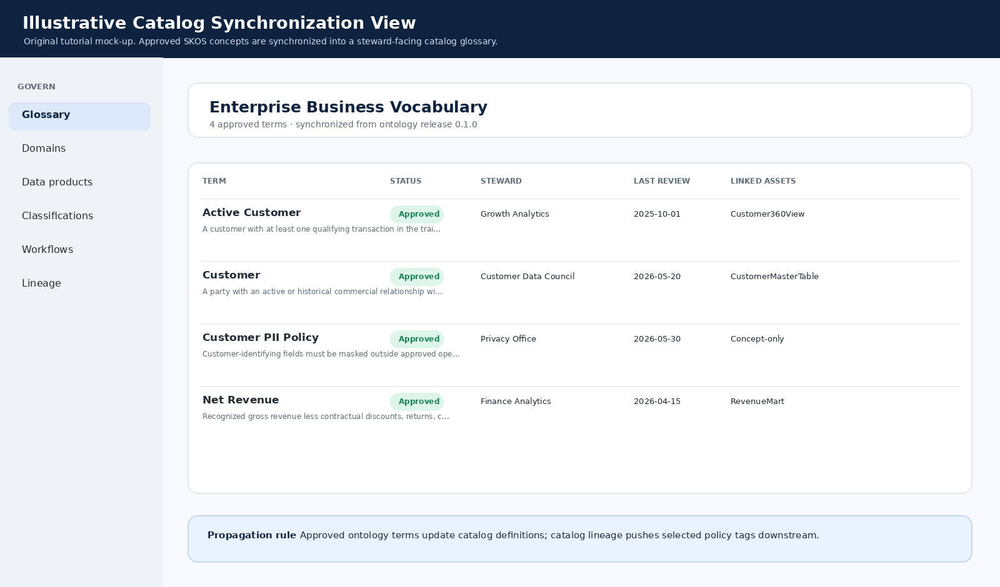 Illustrative Catalog Synchronization View
Original tutorial mock-up. Approved SKOS concepts are synchronized into a steward-facing catalog glossary.
GOVERN
Glossary
Domains
Data products
Classifications
Workflows
Lineage
Enterprise Business Vocabulary
4 approved terms · synchronized from ontology release 0.1.0
TERM STATUS STEWARD LAST REVIEW LINKED ASSETS
Active Customer Approved Growth Analytics 2025-10-01 Customer360View
A customer with at least one qualifying transaction in the trai...
Customer Approved Customer Data Council 2026-05-20 CustomerMasterTable
A party with an active or historical commercial relationship wi...
Customer PII Policy Approved Privacy Office 2026-05-30 Concept-only
Customer-identifying fields must be masked outside approved ope...
Net Revenue Approved Finance Analytics 2026-04-15 RevenueMart
Recognized gross revenue less contractual discounts, returns, c...
Propagation rule Approved ontology terms update catalog definitions; catalog lineage pushes selected policy tags downstream.